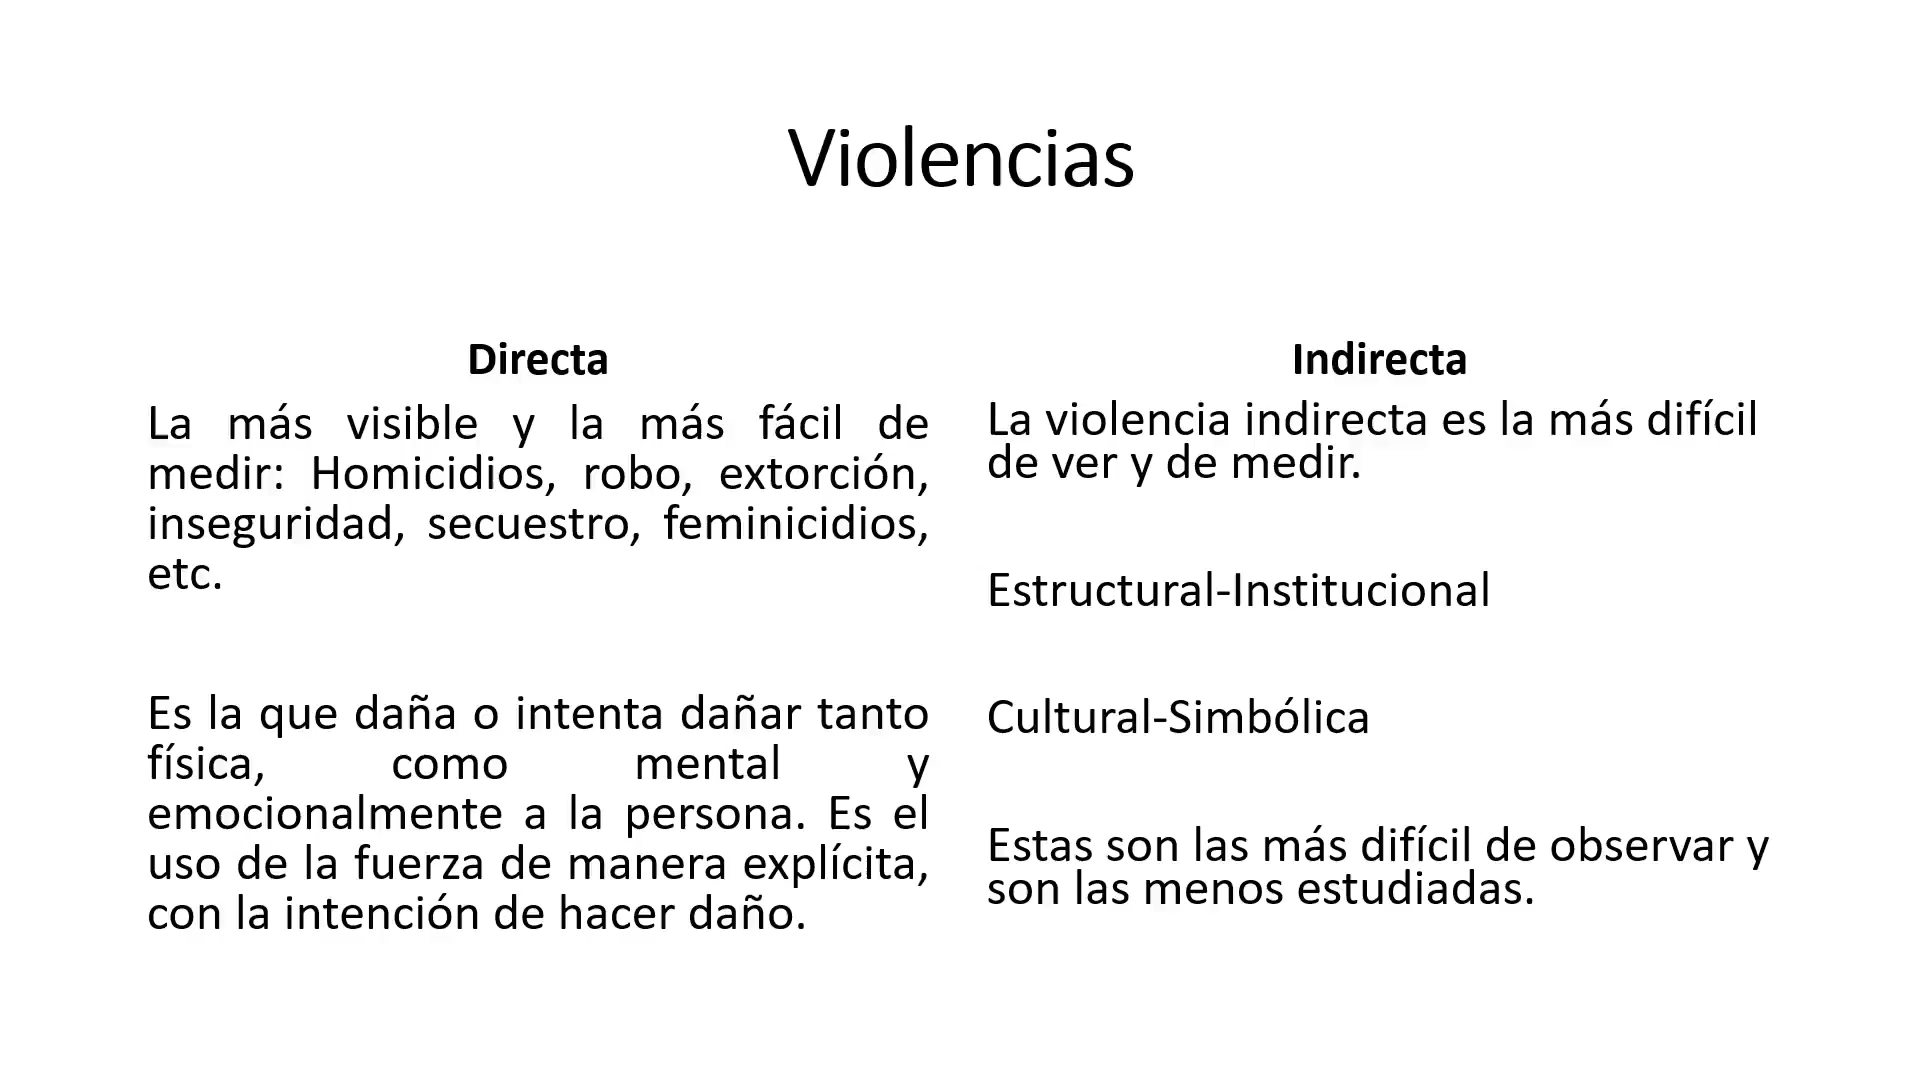 Violencias
Directa
La más visible y la más fácil de
medir: Homicidios, robo, extorción,
inseguridad, secuestro, feminicidios,
etc.
Es la que daña o intenta dañar tanto
física, como mental y
emocionalmente a la persona. Es el
uso de la fuerza de manera explícita,
con la intención de hacer daño.
Indirecta
La violencia indirecta es la más difícil
de ver y de medir.
Estructural-Institucional
Cultural-Simbólica
Estas son las más difícil de observar y
son las menos estudiadas.